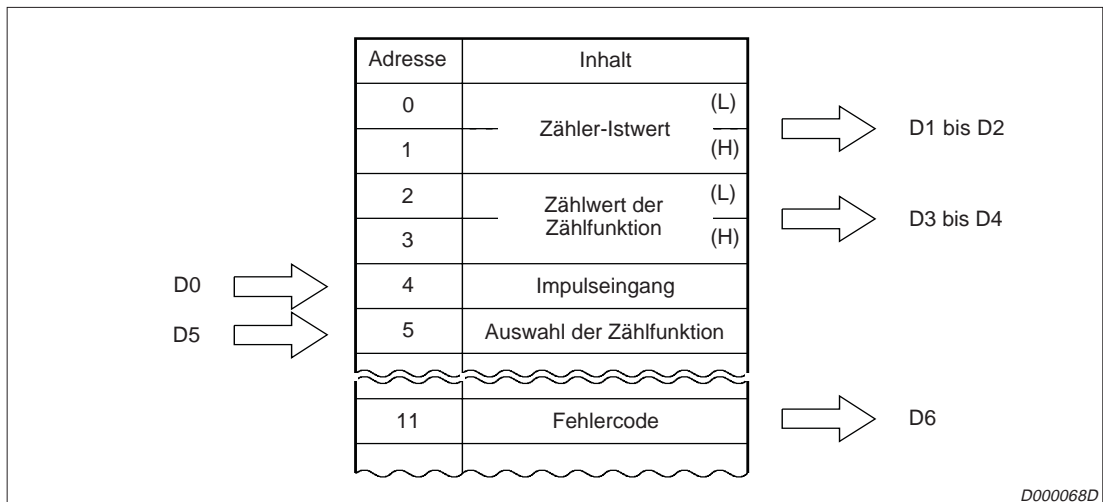 Adresse Inhalt
0 (L)
Zähler-Istwert D1 bis D2
1 (H)
2 (L)
Zählwert der
Zählfunktion D3 bis D4
3 (H)
D0 4 Impulseingang
D5 5 Auswahl der Zählfunktion
11 Fehlercode D6
D000068D